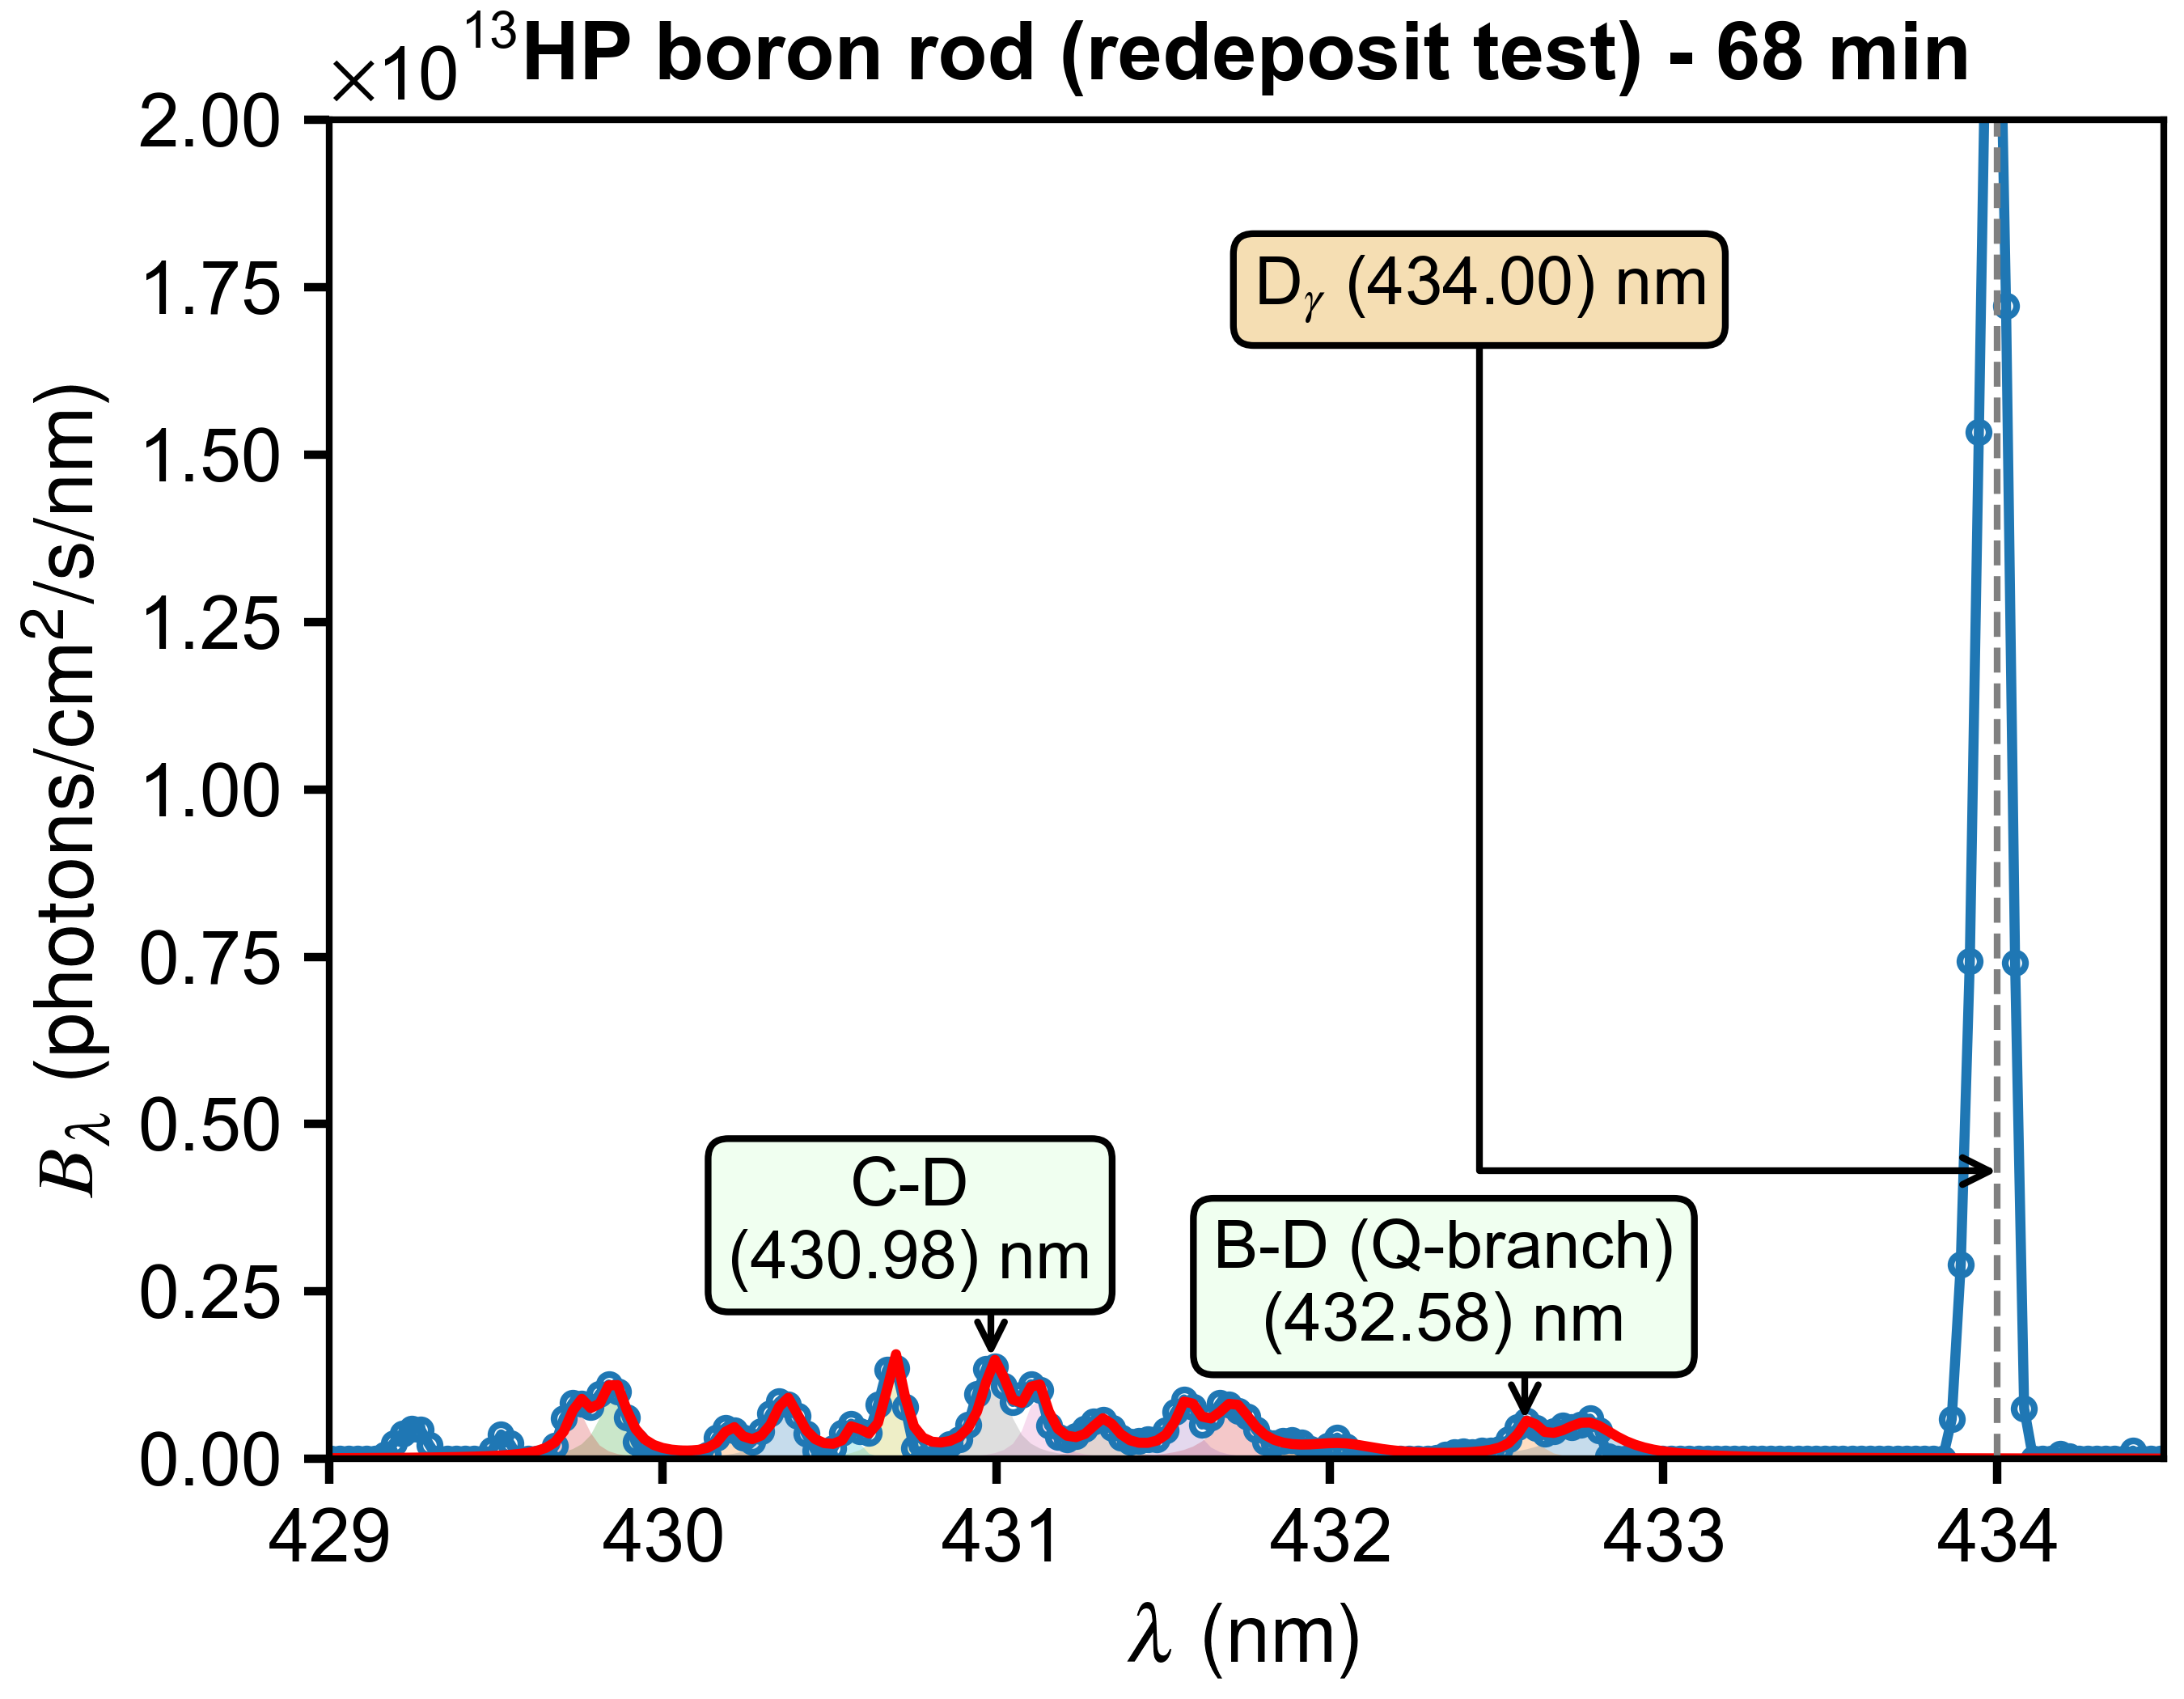 ×10¹³ HP boron rod (redeposit test) - 68 min
2.00
1.75
1.50
1.25
1.00
0.75
0.50
0.25
0.00
B_λ (photons/cm²/s/nm)
D_γ (434.00) nm
C-D
(430.98) nm
B-D (Q-branch)
(432.58) nm
429 430 431 432 433 434
λ (nm)